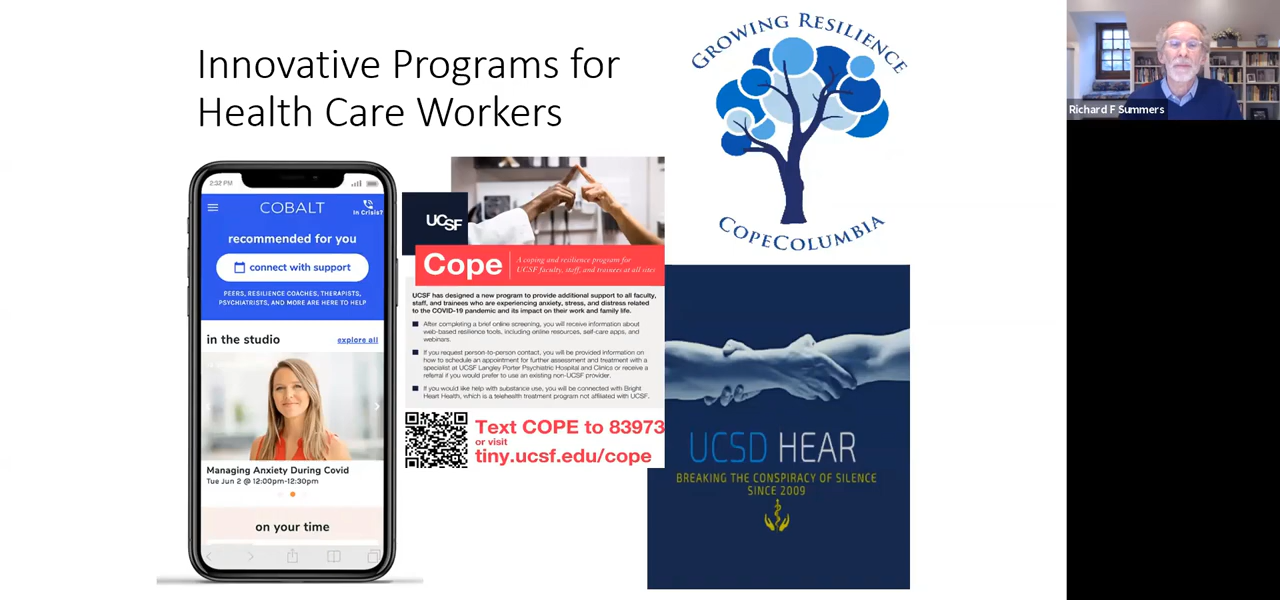 Innovative Programs for
Health Care Workers
2:32 PM
COBALT
In Crisis?
recommended for you
connect with support
PEERS, RESILIENCE COACHES, THERAPISTS,
PSYCHIATRISTS, AND MORE ARE HERE TO HELP
in the studio
explore all
Managing Anxiety During Covid
Tue Jun 2 @ 12:00pm-12:30pm
on your time
UCSF
Cope
A coping and resilience program for
UCSF faculty, staff, and trainees at all sites
UCSF has designed a new program to provide additional support to all faculty,
staff, and trainees who are experiencing anxiety, stress, and distress related
to the COVID-19 pandemic and its impact on their work and family life.
After completing a brief online screening, you will receive information about
web-based resilience tools, including online resources, self-care apps, and
webinars.
If you request person-to-person contact, you will be provided information on
how to schedule an appointment for further assessment and treatment with a
specialist at UCSF Langley Porter Psychiatric Hospital and Clinics or receive a
referral if you would prefer to use an existing non-UCSF provider.
If you would like help with substance use, you will be connected with Bright
Heart Health, which is a telehealth treatment program not affiliated with UCSF.
Text COPE to 83973
or visit
tiny.ucsf.edu/cope
GROWING RESILIENCE
COPECOLUMBIA
UCSD HEAR
BREAKING THE CONSPIRACY OF SILENCE
SINCE 2009
Richard F Summers